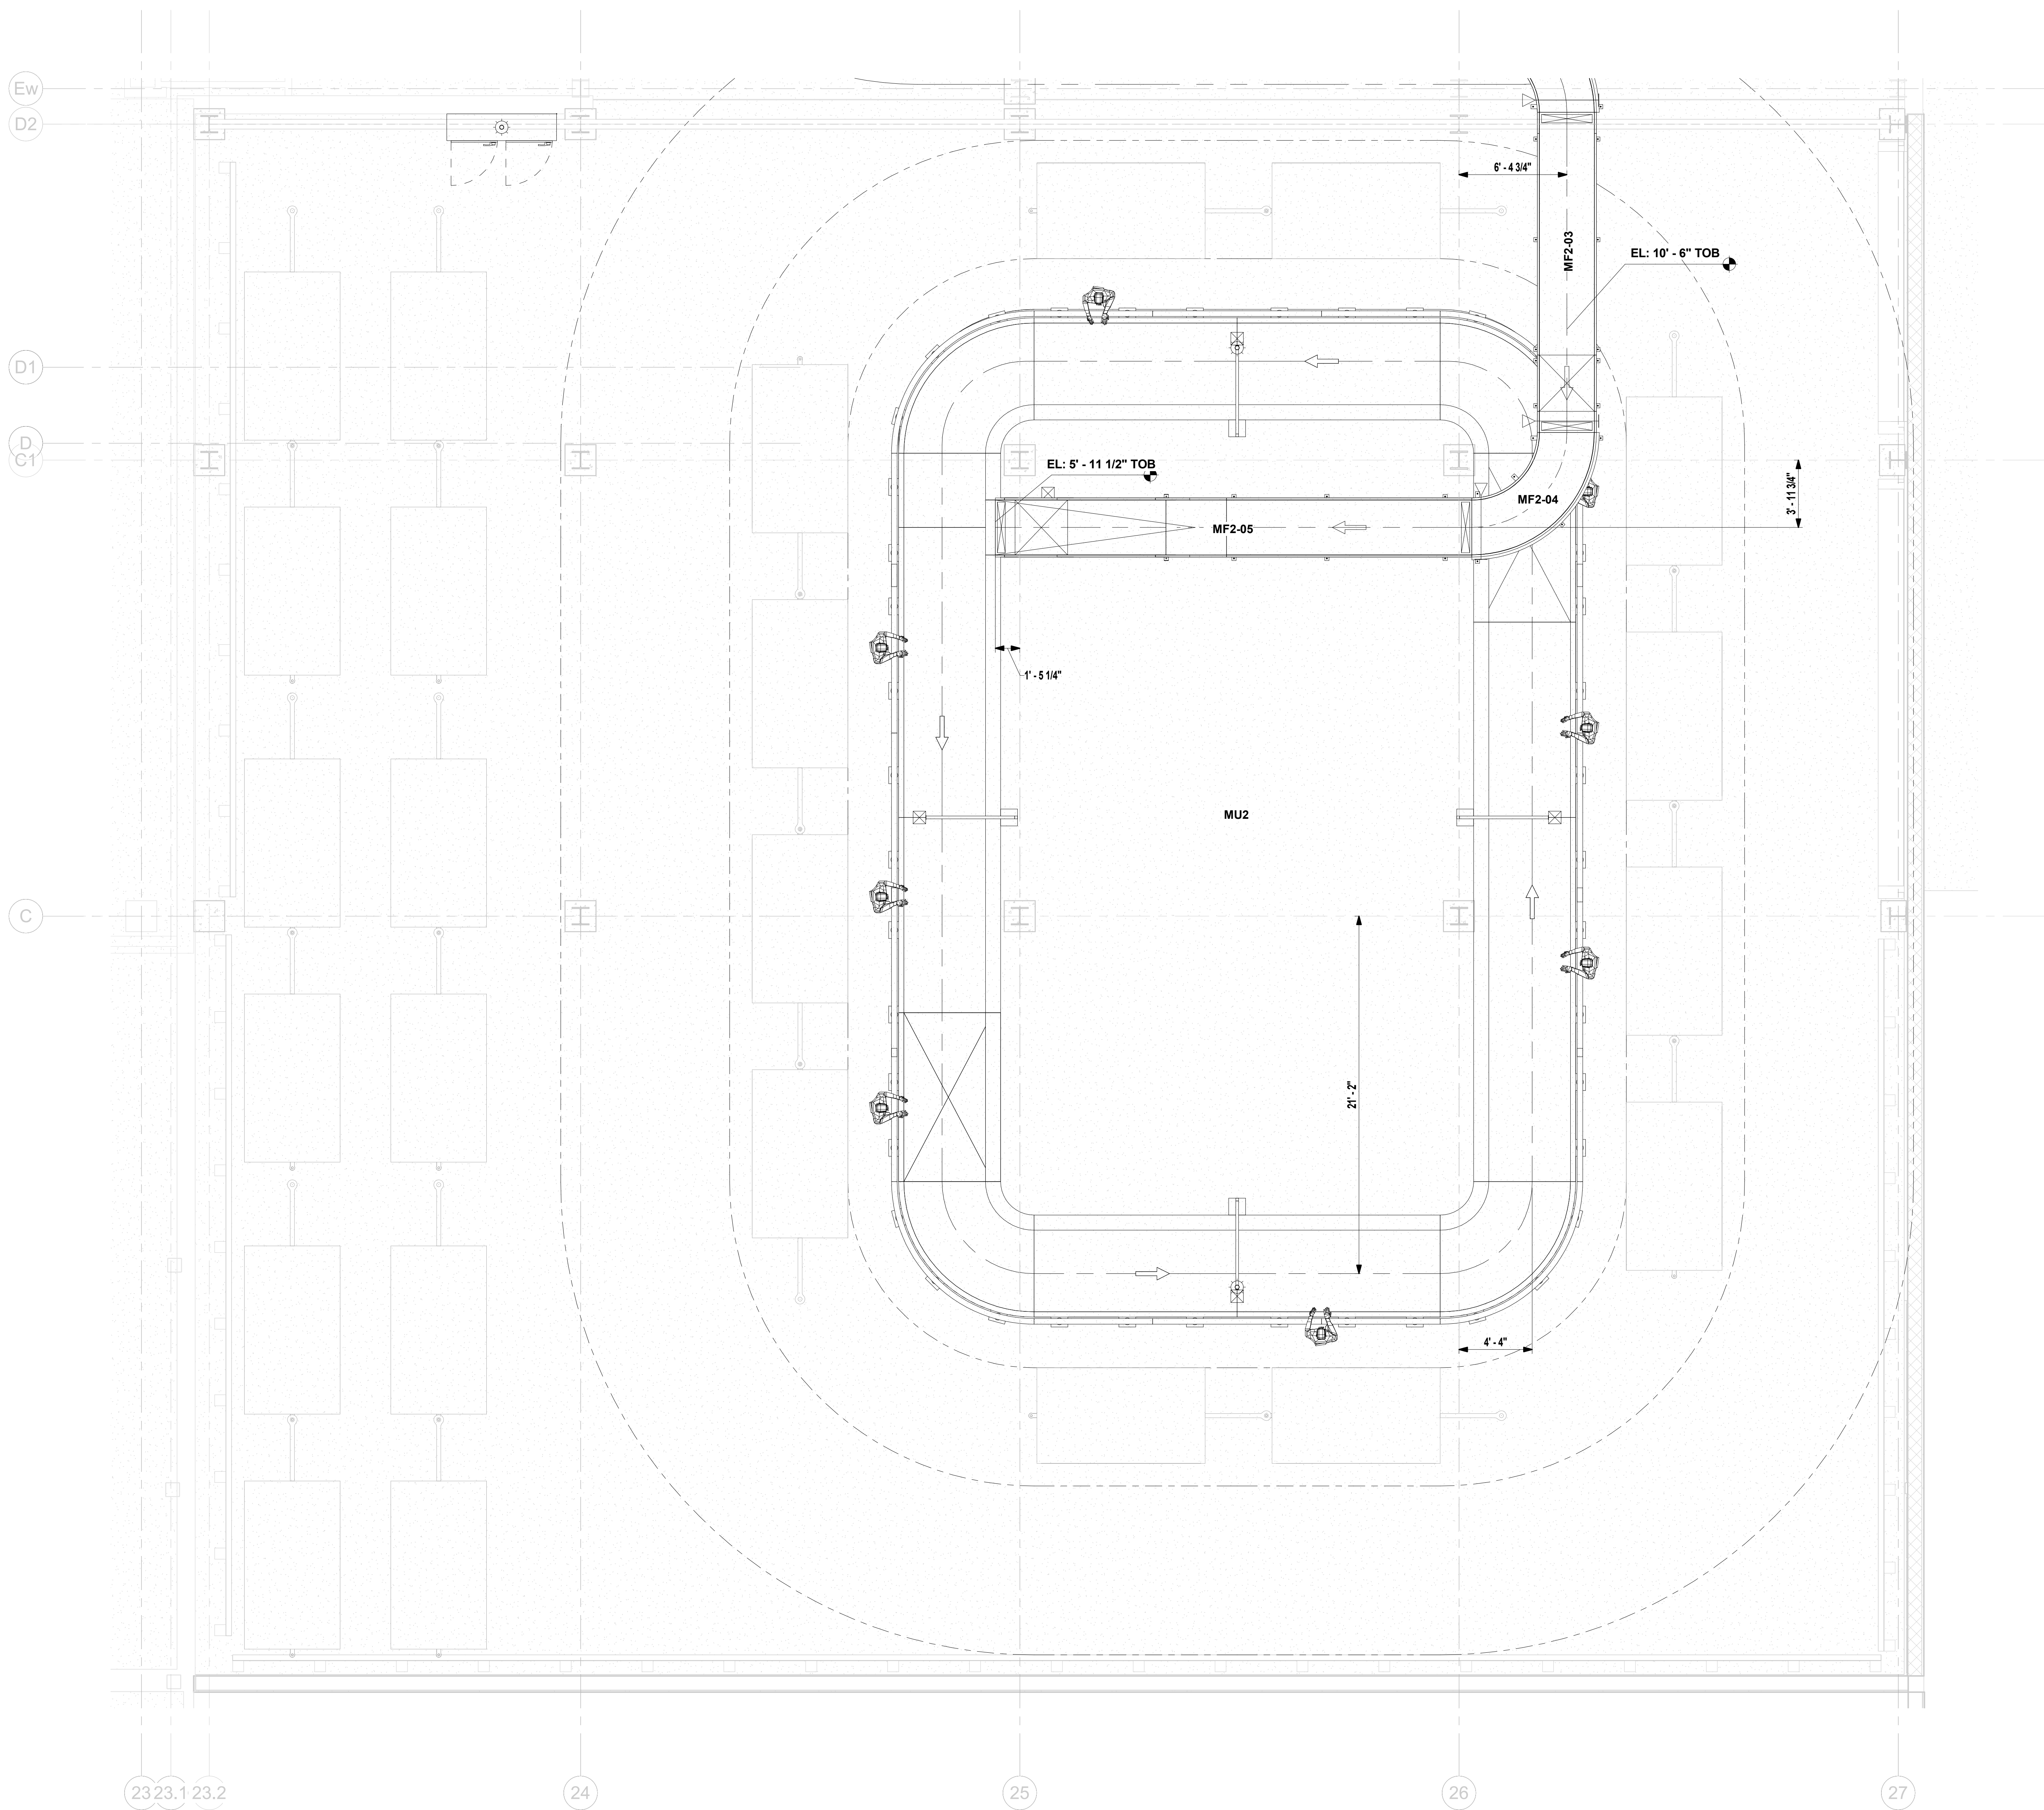 Ew
D2
6' - 4 3/4"
MF2-03
EL: 10' - 6" TOB
D1
D
C1
EL: 5' - 11 1/2" TOB
MF2-04
3' - 11 3/4"
MF2-05
1' - 5 1/4"
MU2
C
21' - 2"
4' - 4"
23
23.1
23.2
24
25
26
27